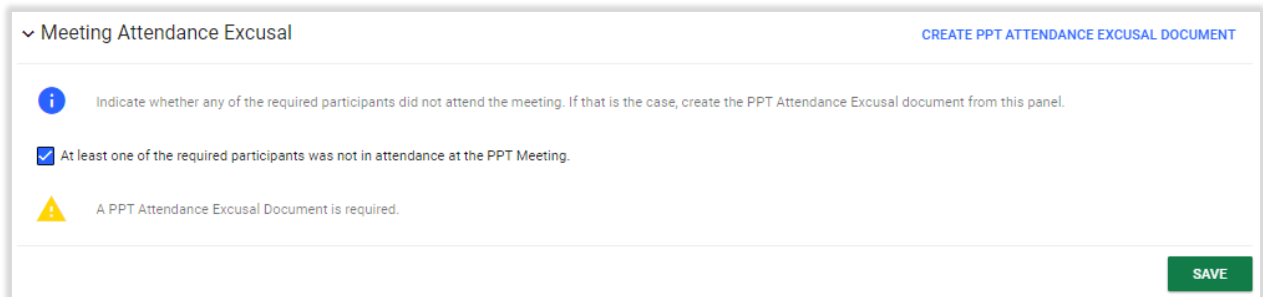 Meeting Attendance Excusal
CREATE PPT ATTENDANCE EXCUSAL DOCUMENT
Indicate whether any of the required participants did not attend the meeting. If that is the case, create the PPT Attendance Excusal document from this panel.
At least one of the required participants was not in attendance at the PPT Meeting.
A PPT Attendance Excusal Document is required.
SAVE